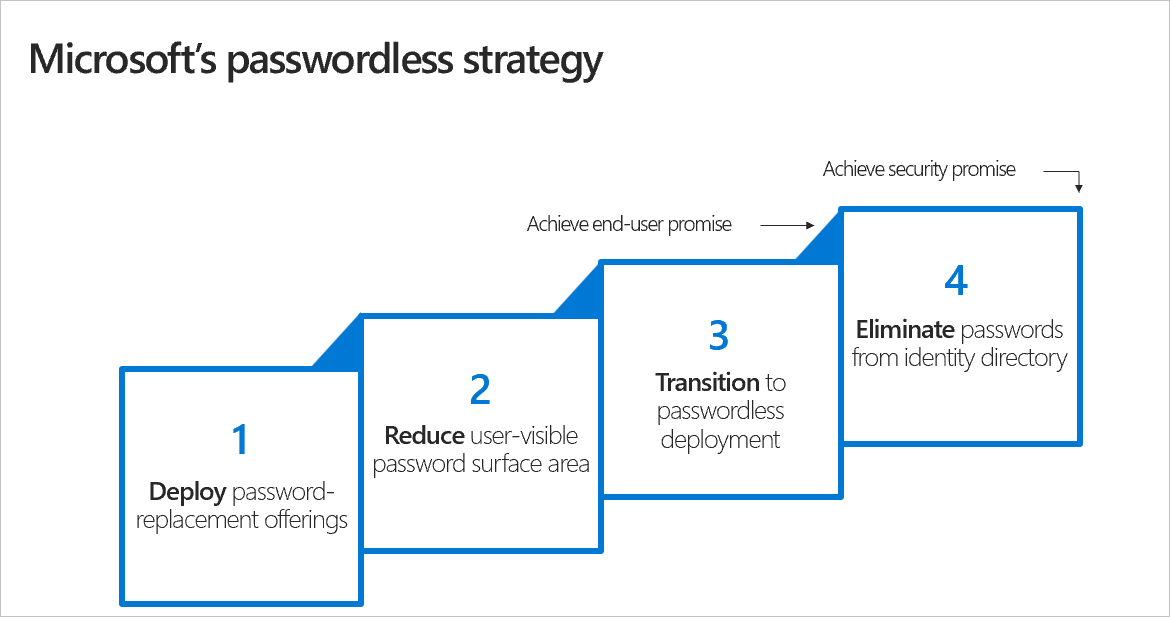 Microsoft’s passwordless strategy
Achieve security promise
Achieve end-user promise
1
Deploy password-
replacement offerings
2
Reduce user-visible
password surface area
3
Transition to
passwordless
deployment
4
Eliminate passwords
from identity directory